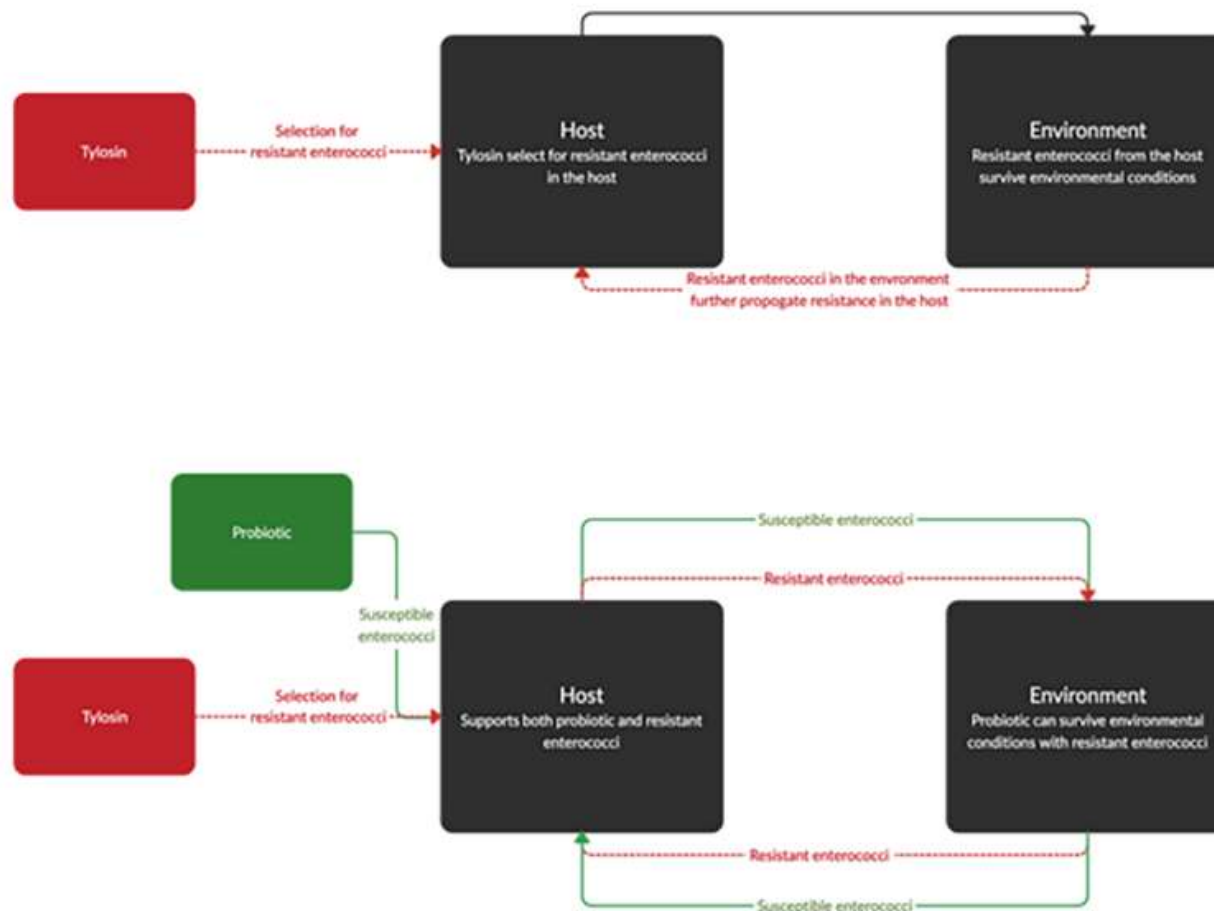 Tylosin
Selection for
resistant enterococci
Host
Tylosin select for resistant enterococci
in the host
Environment
Resistant enterococci from the host
survive environmental conditions
Resistant enterococci in the envronment
further propogate resistance in the host
Probiotic
Susceptible
enterococci
Tylosin
Selection for
resistant enterococci
Susceptible enterococci
Resistant enterococci
Host
Supports both probiotic and resistant
enterococci
Environment
Probiotic can survive environmental
conditions with resistant enterococci
Resistant enterococci
Susceptible enterococci